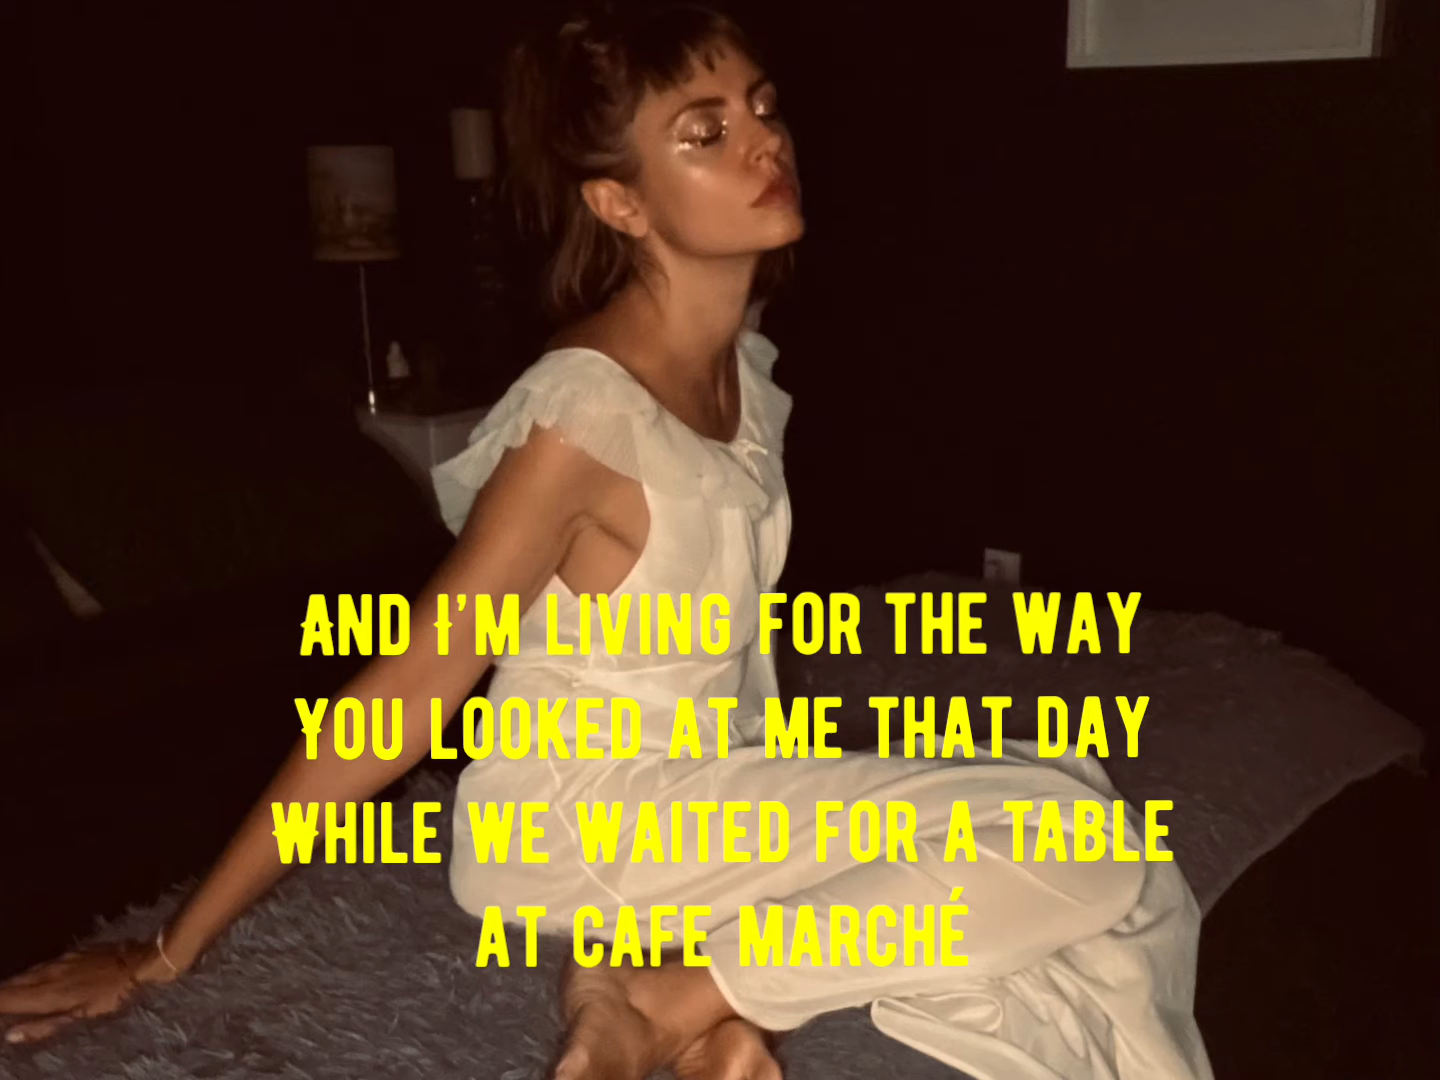 AND I'M LIVING FOR THE WAY
YOU LOOKED AT ME THAT DAY
WHILE WE WAITED FOR A TABLE
AT CAFE MARCHÉ